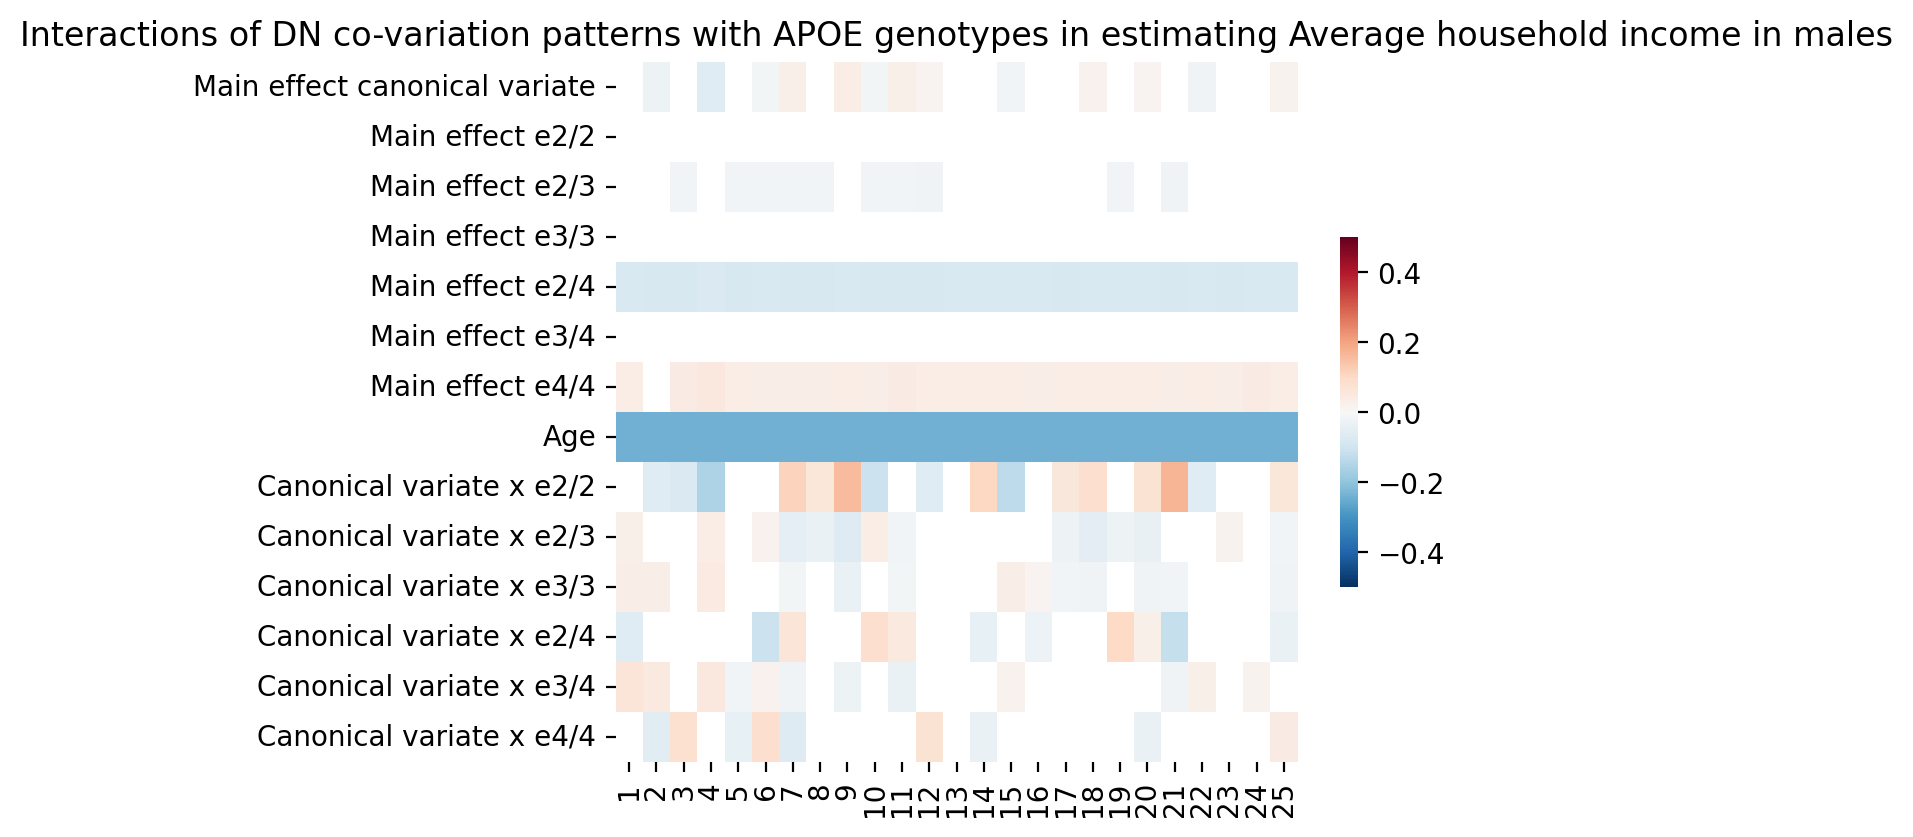 Interactions of DN co-variation patterns with APOE genotypes in estimating Average household income in males
Main effect canonical variate
Main effect e2/2
Main effect e2/3
Main effect e3/3
Main effect e2/4
Main effect e3/4
Main effect e4/4
Age
Canonical variate x e2/2
Canonical variate x e2/3
Canonical variate x e3/3
Canonical variate x e2/4
Canonical variate x e3/4
Canonical variate x e4/4
1
2
3
4
5
6
7
8
9
10
11
12
13
14
15
16
17
18
19
20
21
22
23
24
25
0.4
0.2
0.0
−0.2
−0.4